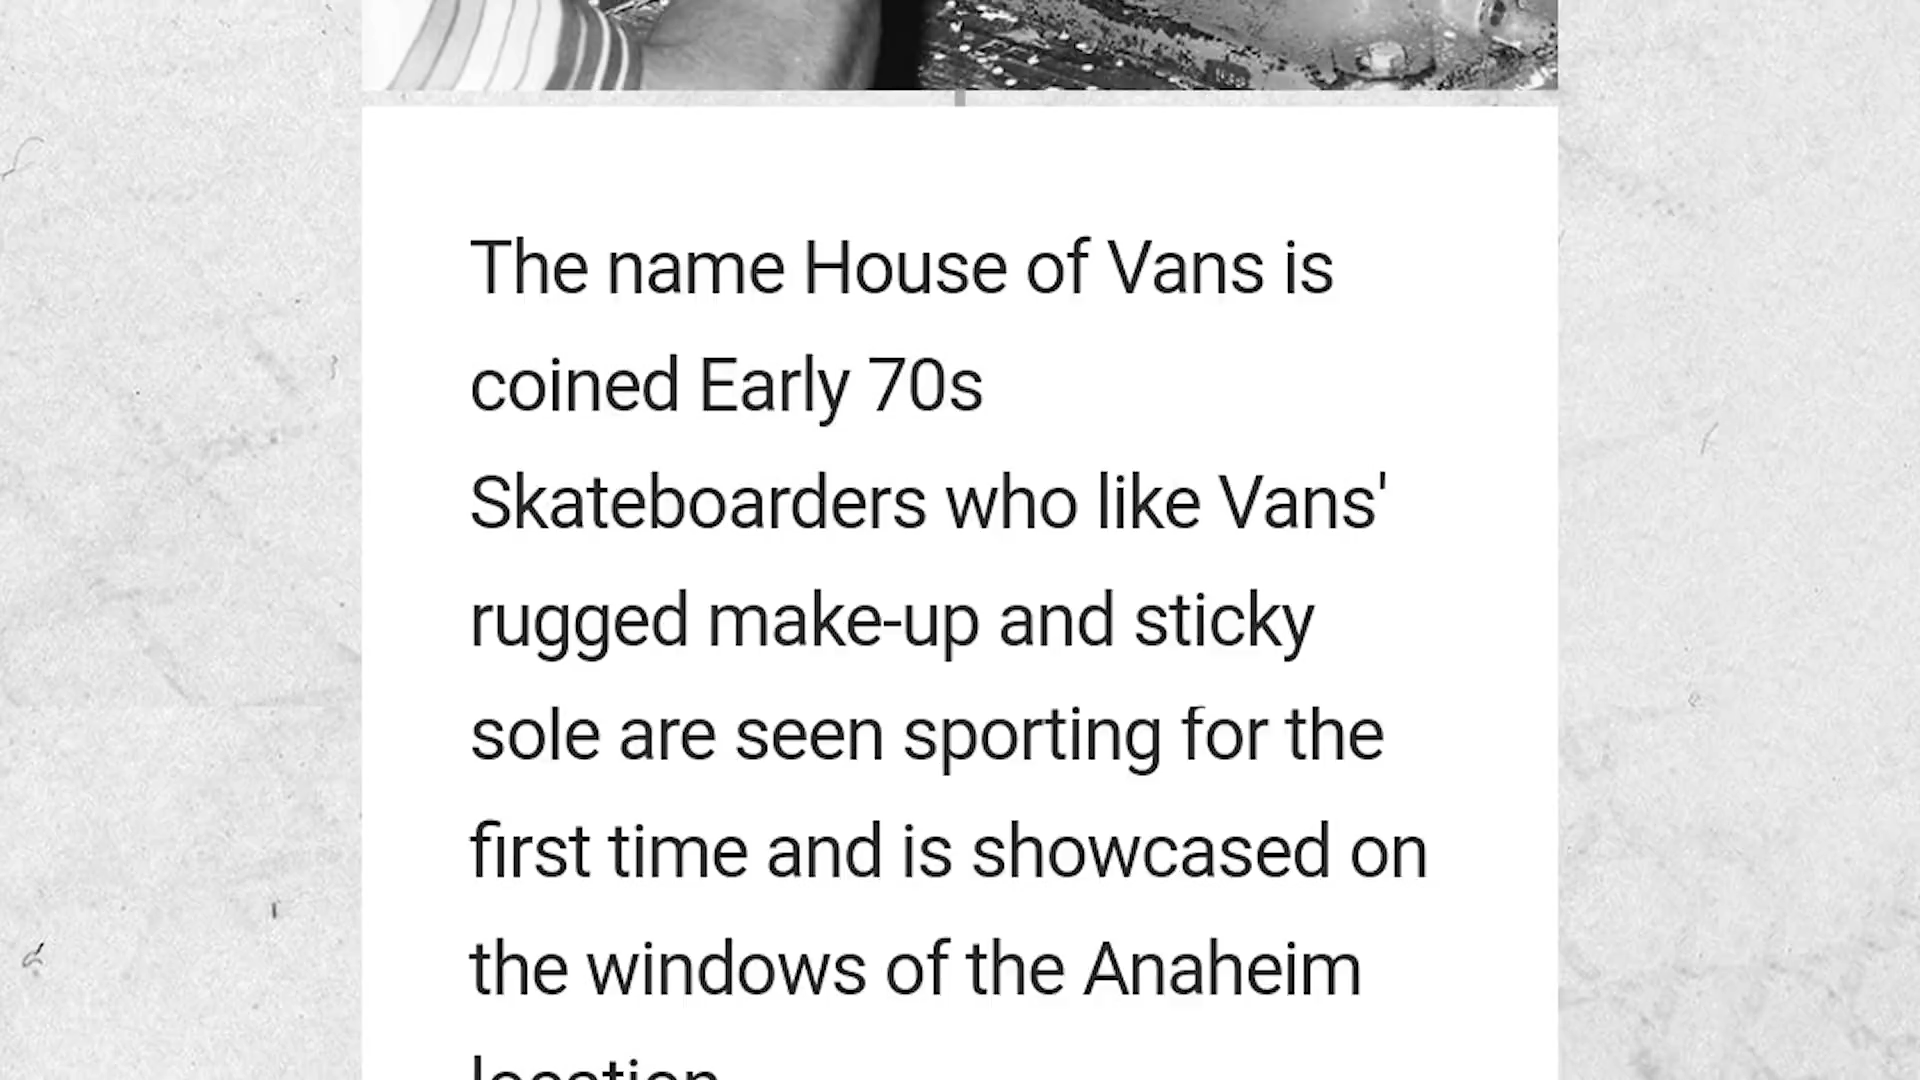 The name House of Vans is
coined Early 70s
Skateboarders who like Vans'
rugged make-up and sticky
sole are seen sporting for the
first time and is showcased on
the windows of the Anaheim
location